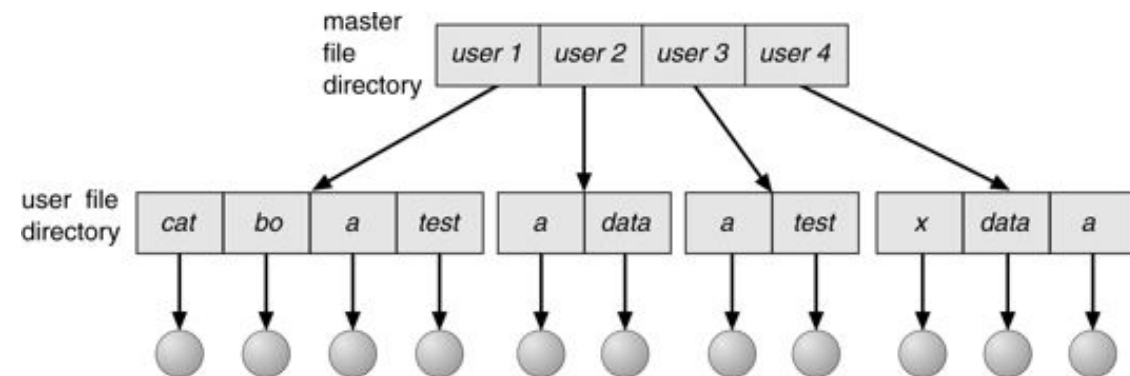 master
file
directory
user 1 user 2 user 3 user 4
user file
directory
cat bo a test a data a test x data a